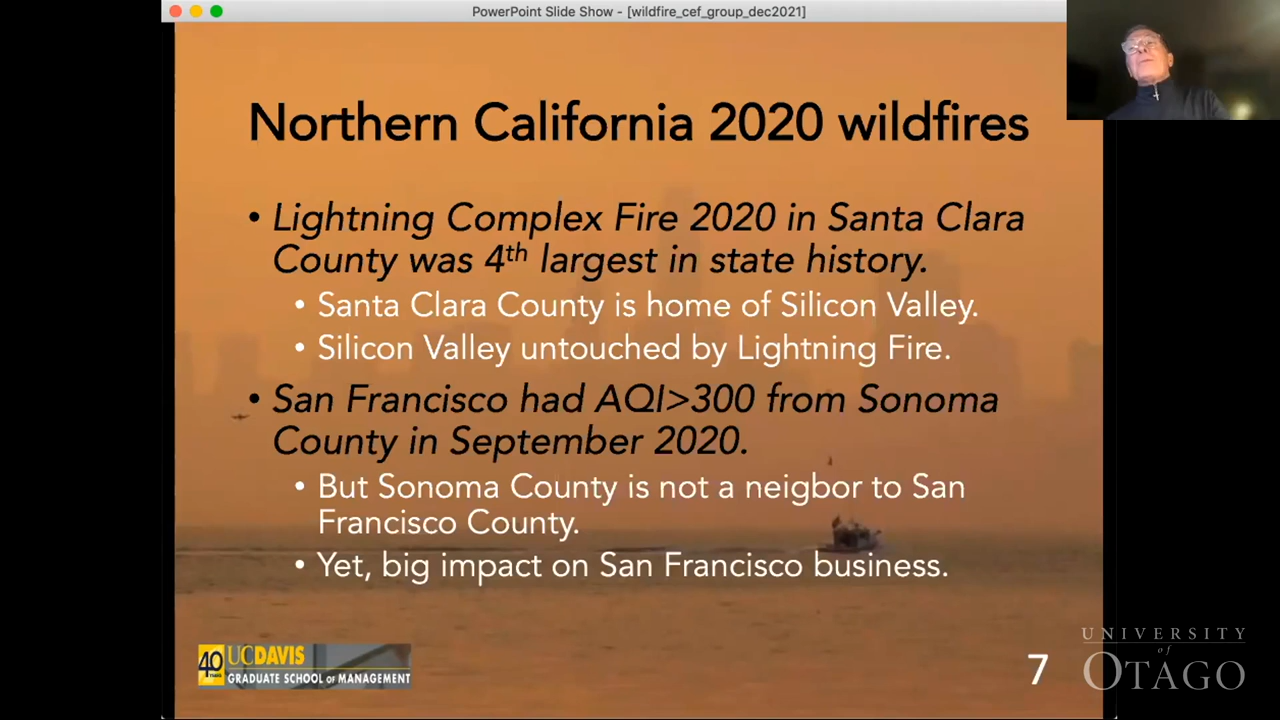 PowerPoint Slide Show - [wildfire_cef_group_dec2021]
Northern California 2020 wildfires
• Lightning Complex Fire 2020 in Santa Clara
County was 4th largest in state history.
• Santa Clara County is home of Silicon Valley.
• Silicon Valley untouched by Lightning Fire.
• San Francisco had AQI>300 from Sonoma
County in September 2020.
• But Sonoma County is not a neigbor to San
Francisco County.
• Yet, big impact on San Francisco business.
40 YEARS
UCDAVIS
GRADUATE SCHOOL of MANAGEMENT
7
UNIVERSITY
of
OTAGO